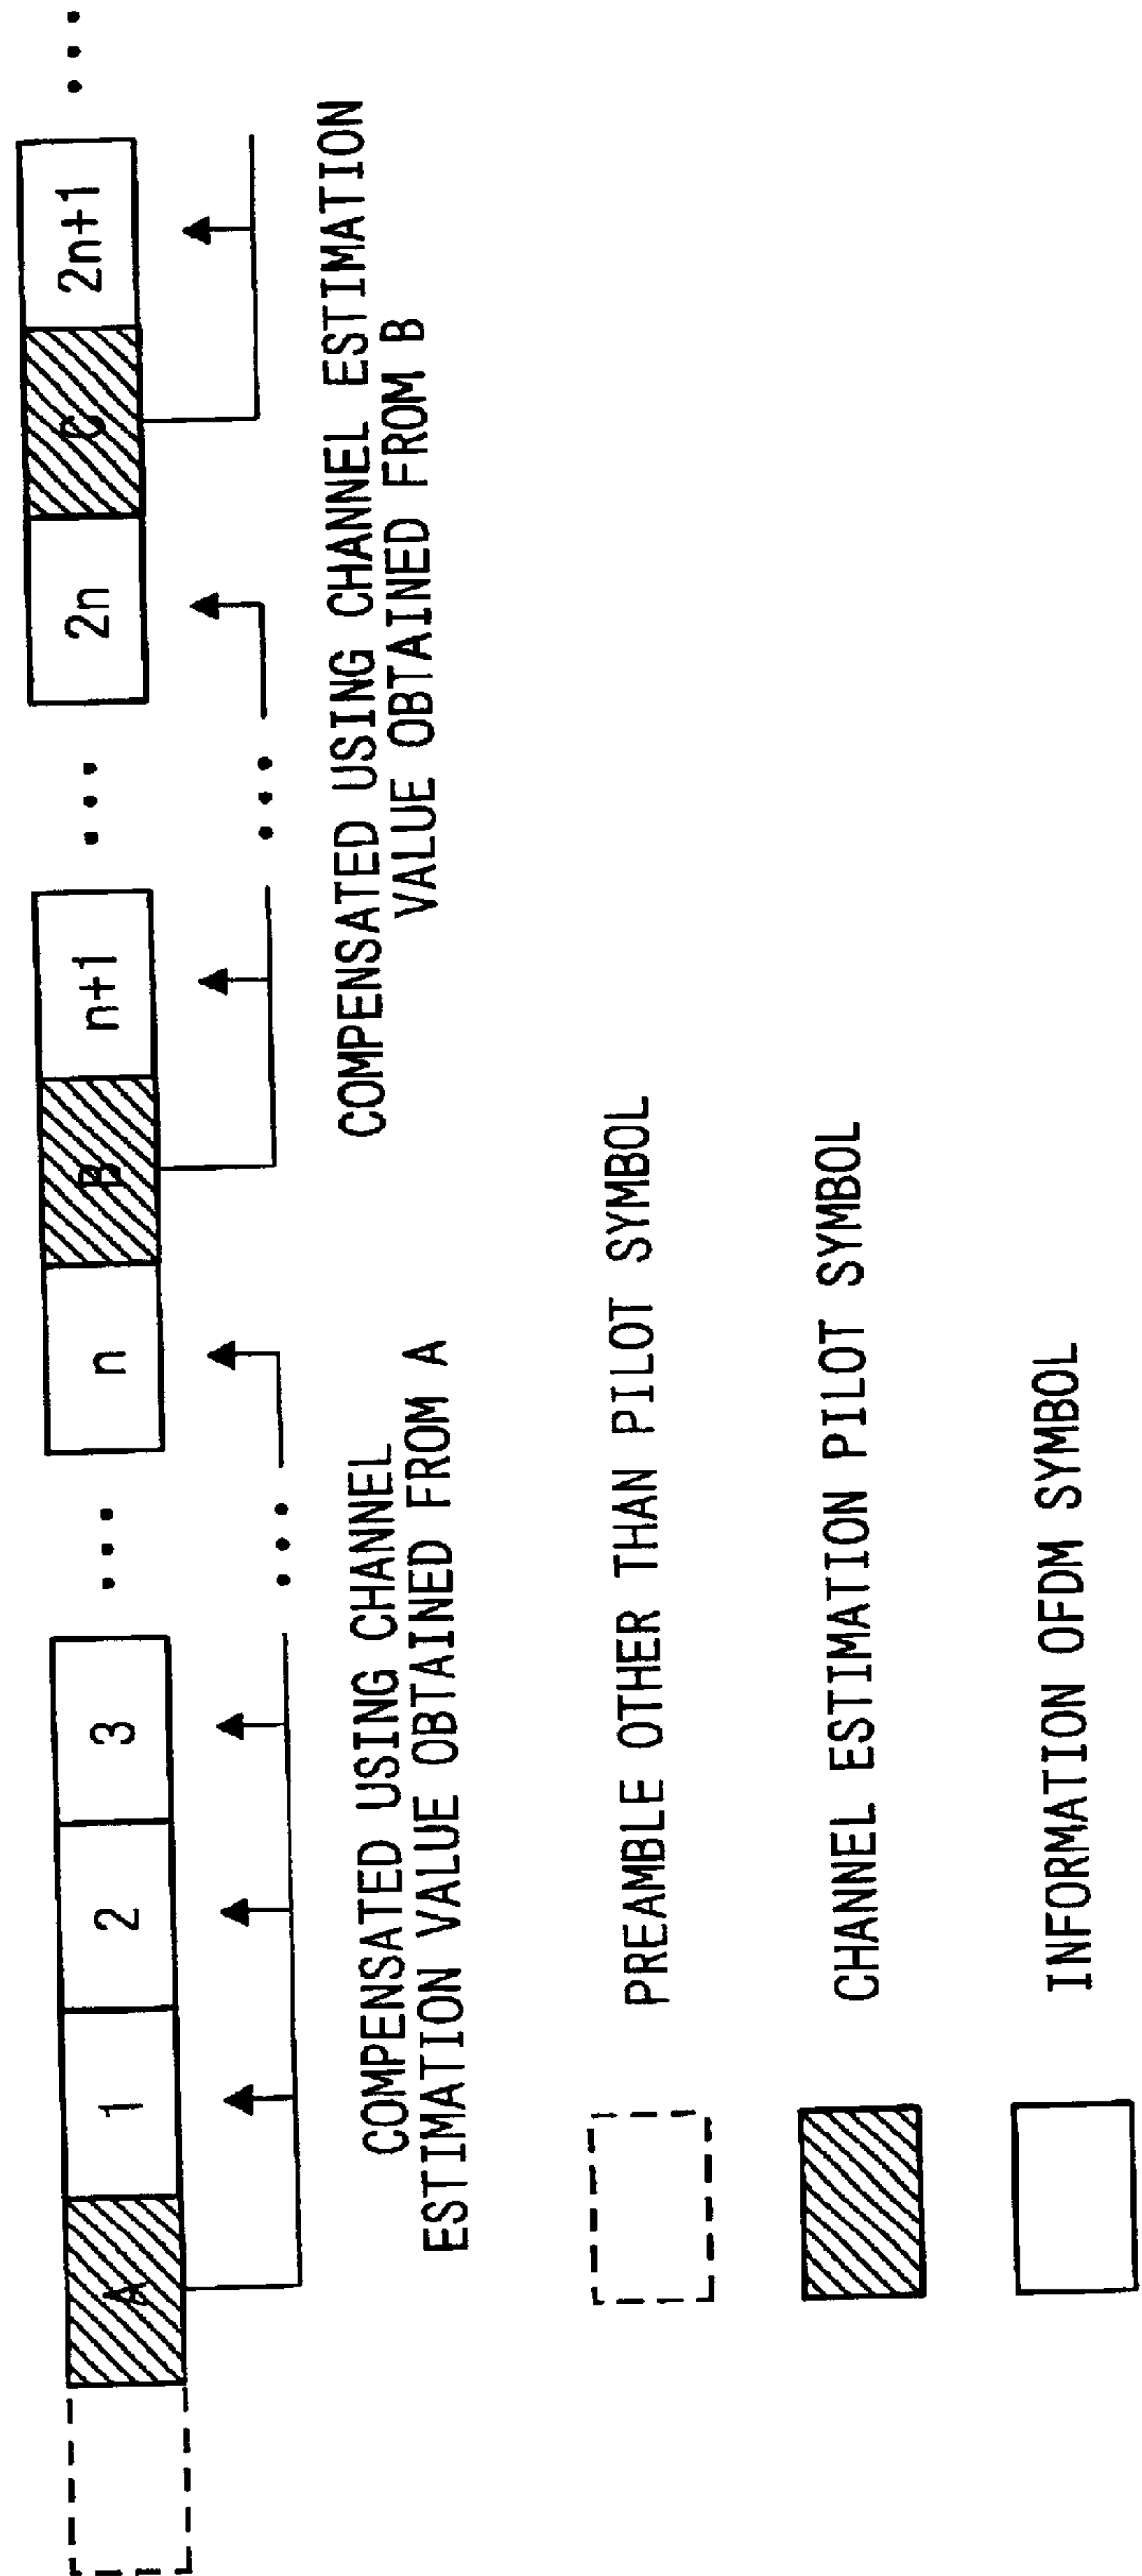 A 1 2 3 ... n B n+1 ... 2n C 2n+1 ...
COMPENSATED USING CHANNEL
ESTIMATION VALUE OBTAINED FROM A
COMPENSATED USING CHANNEL ESTIMATION
VALUE OBTAINED FROM B
PREAMBLE OTHER THAN PILOT SYMBOL
CHANNEL ESTIMATION PILOT SYMBOL
INFORMATION OFDM SYMBOL